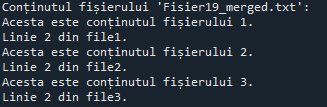 Conținutul fișierului 'Fisier19_merged.txt':
Acesta este conținutul fișierului 1.
Linie 2 din file1.
Acesta este conținutul fișierului 2.
Linie 2 din file2.
Acesta este conținutul fișierului 3.
Linie 2 din file3.